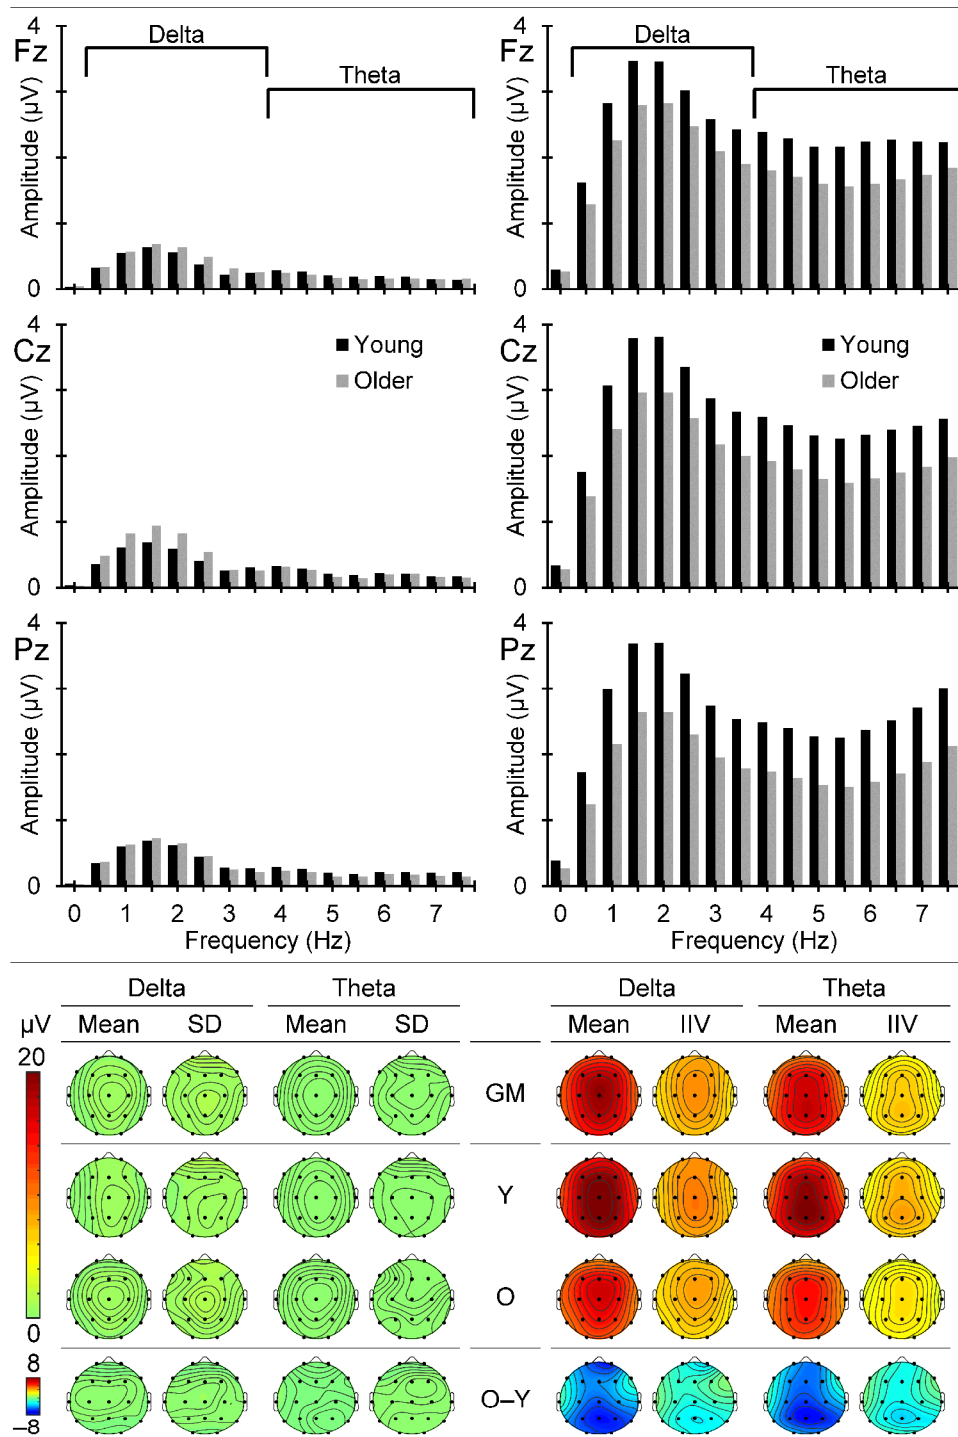 4 4
Fz Delta Fz Delta
Theta Theta
Amplitude (µV) Amplitude (µV)
0 0
4 4
Cz Young Cz Young
Older Older
Amplitude (µV) Amplitude (µV)
0 0
4 4
Pz Pz
Amplitude (µV) Amplitude (µV)
0 0
0 1 2 3 4 5 6 7 0 1 2 3 4 5 6 7
Frequency (Hz) Frequency (Hz)
Delta Theta Delta Theta
µV Mean SD Mean SD Mean IIV Mean IIV
20
GM
Y
O
0
8
O–Y
–8